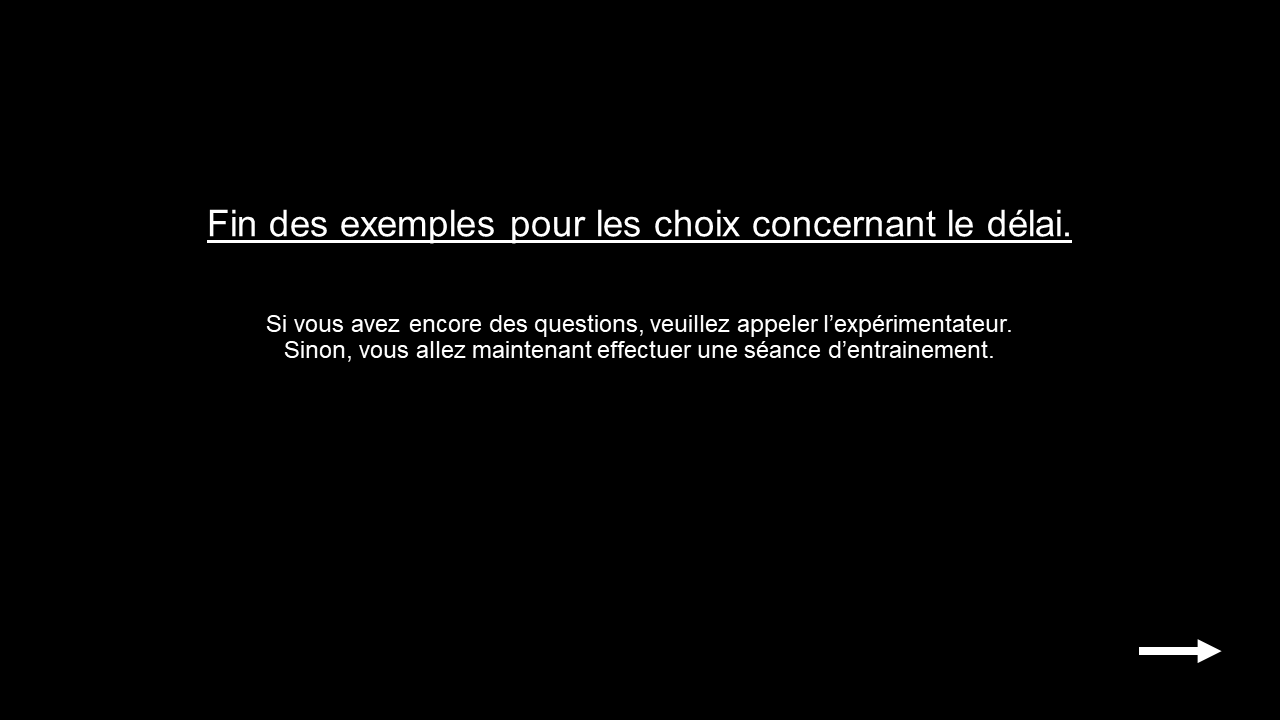 Fin des exemples pour les choix concernant le délai.
Si vous avez encore des questions, veuillez appeler l’expérimentateur.
Sinon, vous allez maintenant effectuer une séance d’entrainement.